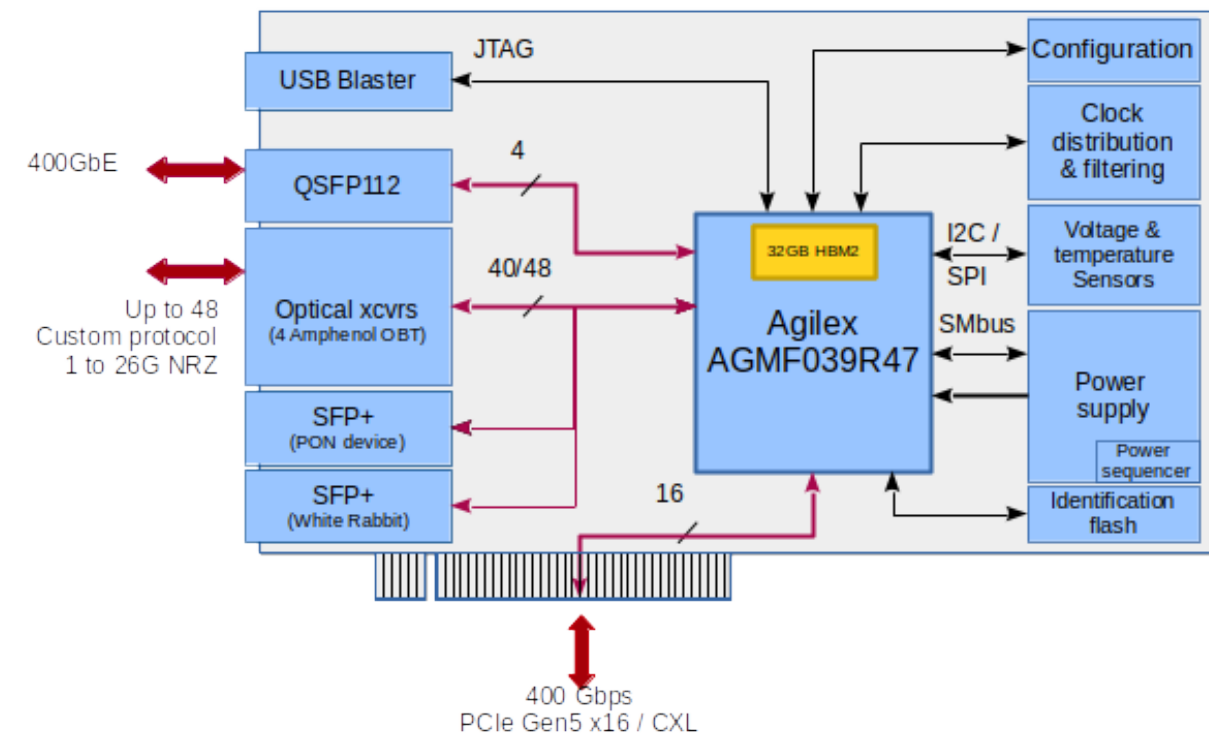 JTAG
USB Blaster
400GbE
QSFP112
4
Up to 48
Custom protocol
1 to 26G NRZ
Optical xcvrs
(4 Amphenol OBT)
40/48
SFP+
(PON device)
SFP+
(White Rabbit)
32GB HBM2
Agilex
AGMF039R47
16
Configuration
Clock
distribution
& filtering
I2C /
SPI
Voltage &
temperature
Sensors
SMbus
Power
supply
Power
sequencer
Identification
flash
400 Gbps
PCIe Gen5 x16 / CXL